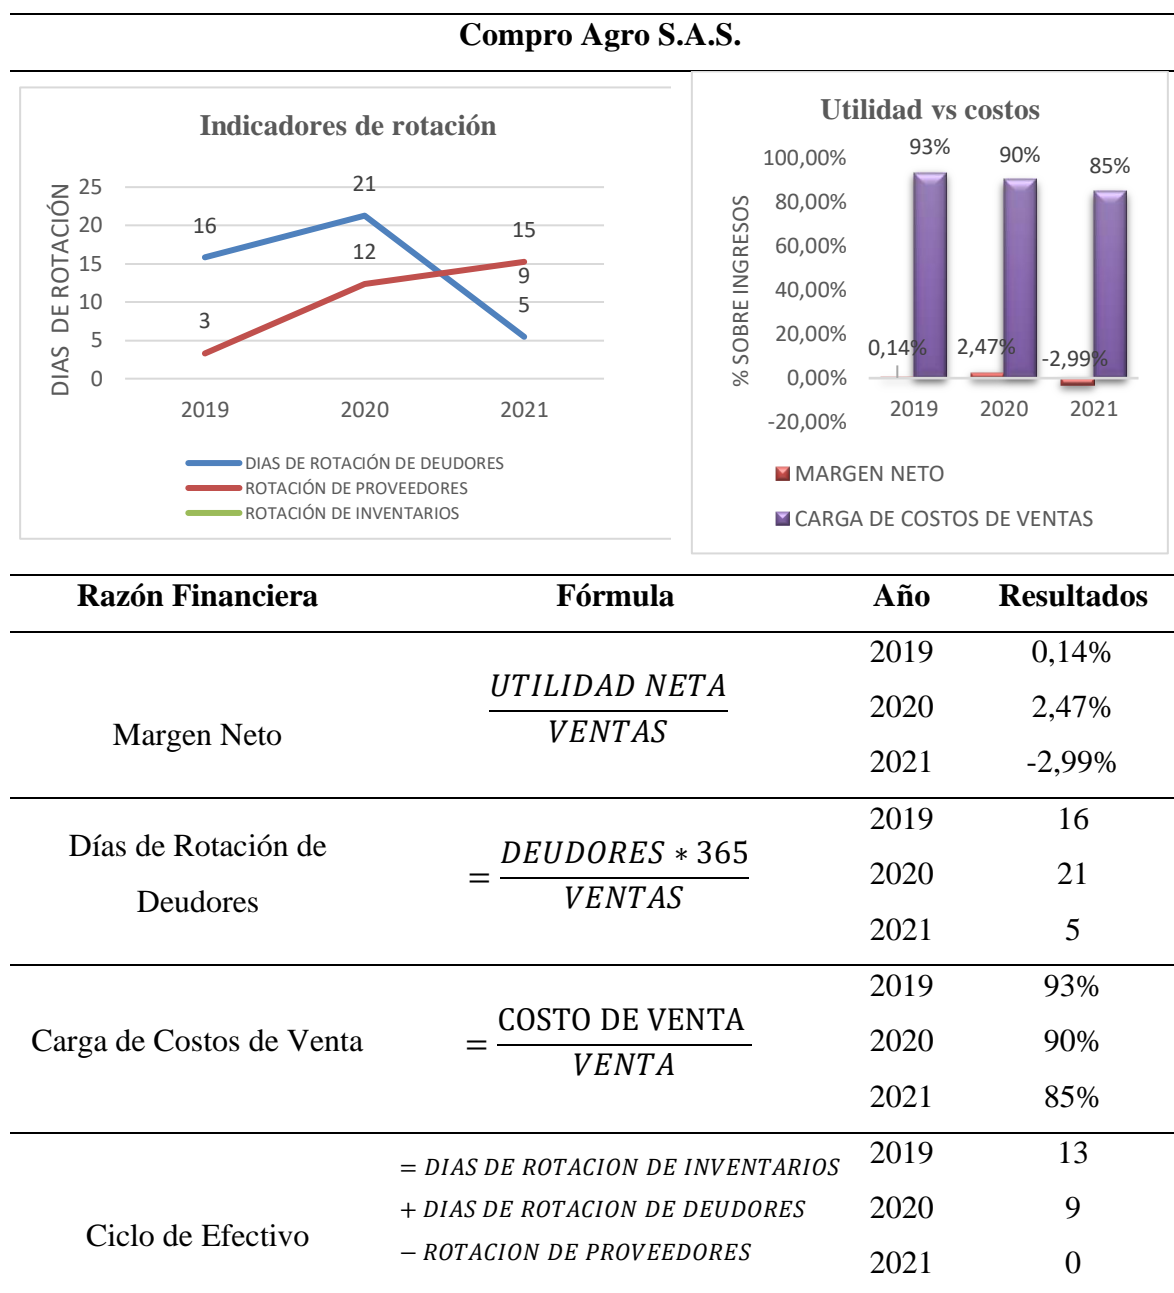 Compro Agro S.A.S.
Indicadores de rotación
DIAS DE ROTACIÓN
25
20
15
10
5
0
16
21
3
12
15
9
5
2019
2020
2021
DIAS DE ROTACIÓN DE DEUDORES
ROTACIÓN DE PROVEEDORES
ROTACIÓN DE INVENTARIOS
Utilidad vs costos
% SOBRE INGRESOS
100,00%
80,00%
60,00%
40,00%
20,00%
0,00%
-20,00%
93%
90%
85%
0,14%
2,47%
-2,99%
2019
2020
2021
MARGEN NETO
CARGA DE COSTOS DE VENTAS
Razón Financiera Fórmula Año Resultados
Margen Neto
UTILIDAD NETA
VENTAS
2019 0,14%
2020 2,47%
2021 -2,99%
Días de Rotación de
Deudores
= DEUDORES ∗ 365
VENTAS
2019 16
2020 21
2021 5
Carga de Costos de Venta
= COSTO DE VENTA
VENTA
2019 93%
2020 90%
2021 85%
Ciclo de Efectivo
= DIAS DE ROTACION DE INVENTARIOS
+ DIAS DE ROTACION DE DEUDORES
− ROTACION DE PROVEEDORES
2019 13
2020 9
2021 0